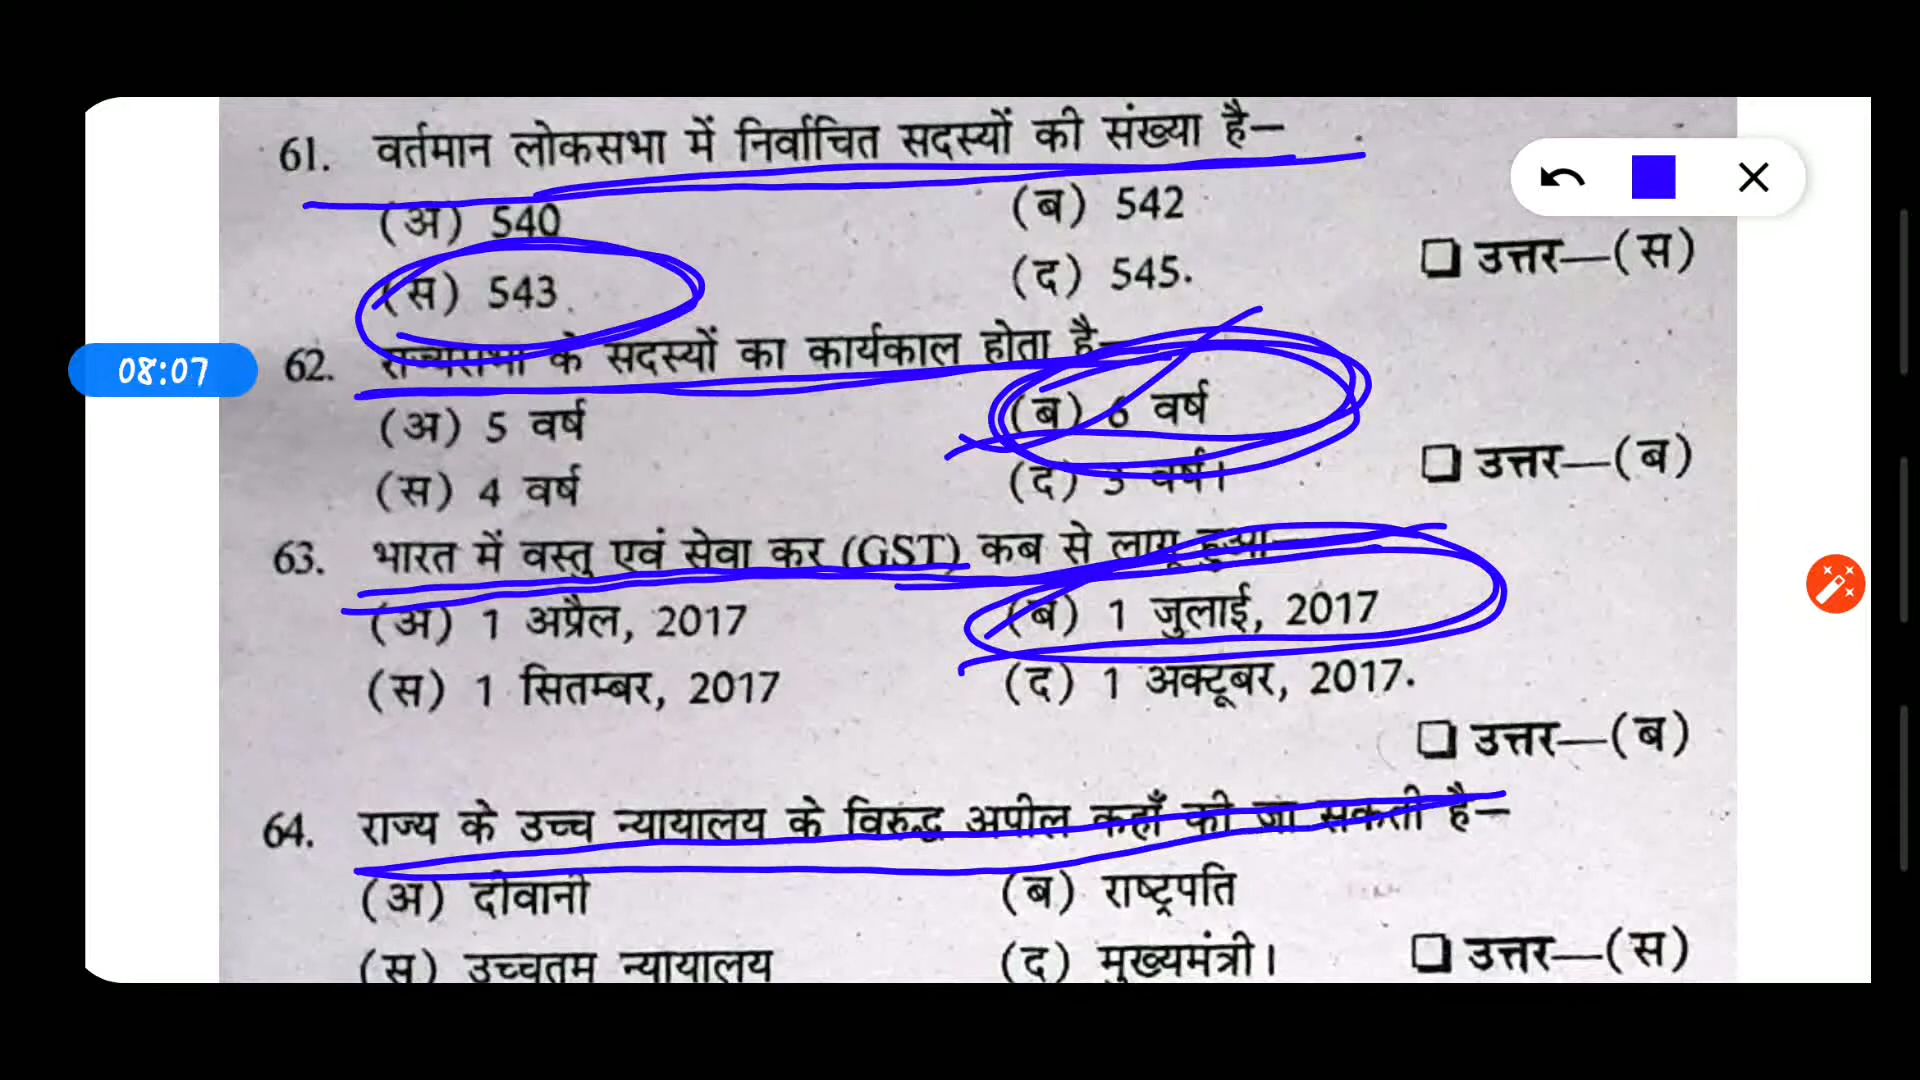 61. वर्तमान लोकसभा में निर्वाचित सदस्यों की संख्या है—
(अ) 540 (ब) 542
(स) 543 (द) 545. उत्तर—(स)
62. राज्यसभा के सदस्यों का कार्यकाल होता है—
08:07
(अ) 5 वर्ष (ब) 6 वर्ष
(स) 4 वर्ष (द) 3 वर्ष। उत्तर—(ब)
63. भारत में वस्तु एवं सेवा कर (GST) कब से लागू हुआ—
(अ) 1 अप्रैल, 2017 (ब) 1 जुलाई, 2017
(स) 1 सितम्बर, 2017 (द) 1 अक्टूबर, 2017.
उत्तर—(ब)
64. राज्य के उच्च न्यायालय के विरुद्ध अपील कहाँ की जा सकती है—
(अ) दीवानी (ब) राष्ट्रपति
(स) उच्चतम न्यायालय (द) मुख्यमंत्री। उत्तर—(स)